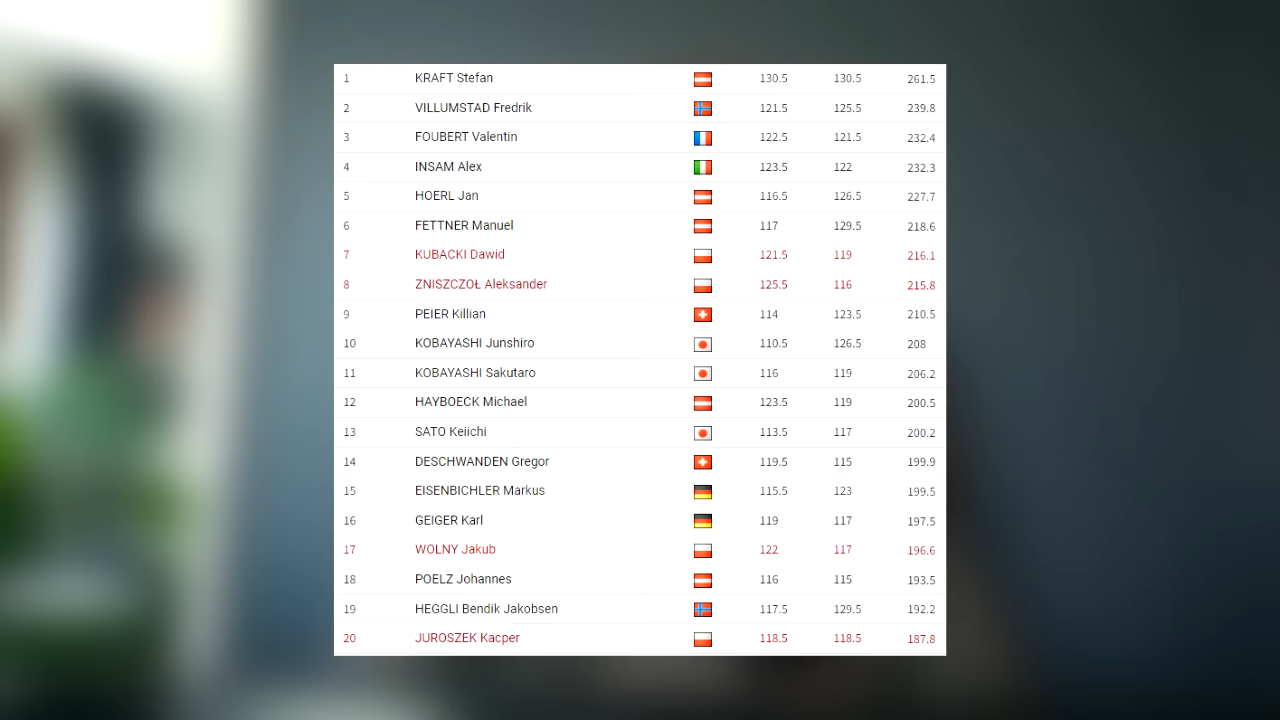 1 KRAFT Stefan 130.5 130.5 261.5
2 VILLUMSTAD Fredrik 121.5 125.5 239.8
3 FOUBERT Valentin 122.5 121.5 232.4
4 INSAM Alex 123.5 122 232.3
5 HOERL Jan 116.5 126.5 227.7
6 FETTNER Manuel 117 129.5 218.6
7 KUBACKI Dawid 121.5 119 216.1
8 ZNISZCZOŁ Aleksander 125.5 116 215.8
9 PEIER Killian 114 123.5 210.5
10 KOBAYASHI Junshiro 110.5 126.5 208
11 KOBAYASHI Sakutaro 116 119 206.2
12 HAYBOECK Michael 123.5 119 200.5
13 SATO Keiichi 113.5 117 200.2
14 DESCHWANDEN Gregor 119.5 115 199.9
15 EISENBICHLER Markus 115.5 123 199.5
16 GEIGER Karl 119 117 197.5
17 WOLNY Jakub 122 117 196.6
18 POELZ Johannes 116 115 193.5
19 HEGGLI Bendik Jakobsen 117.5 129.5 192.2
20 JUROSZEK Kacper 118.5 118.5 187.8